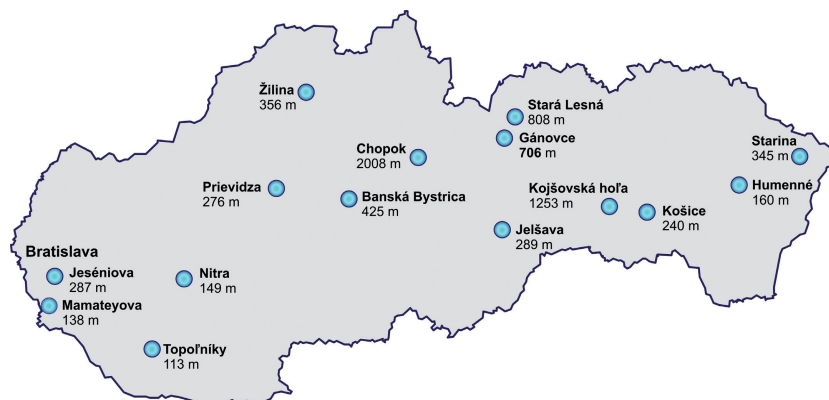 Žilina
356 m
Stará Lesná
808 m
Gánovce
706 m
Chopok
2008 m
Starina
345 m
Prievidza
276 m
Banská Bystrica
425 m
Kojšovská hoľa
1253 m
Humenné
160 m
Košice
240 m
Jelšava
289 m
Bratislava
Jeséniova
287 m
Nitra
149 m
Mamateyova
138 m
Topoľníky
113 m